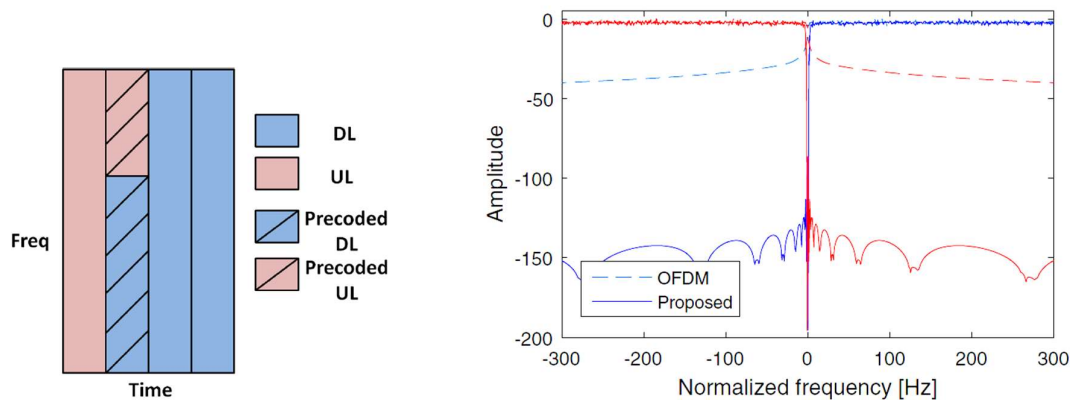 DL
UL
Precoded
DL
Precoded
UL
Freq
Time
0
-50
-100
-150
-200
Amplitude
OFDM
Proposed
-300
-200
-100
0
100
200
300
Normalized frequency [Hz]